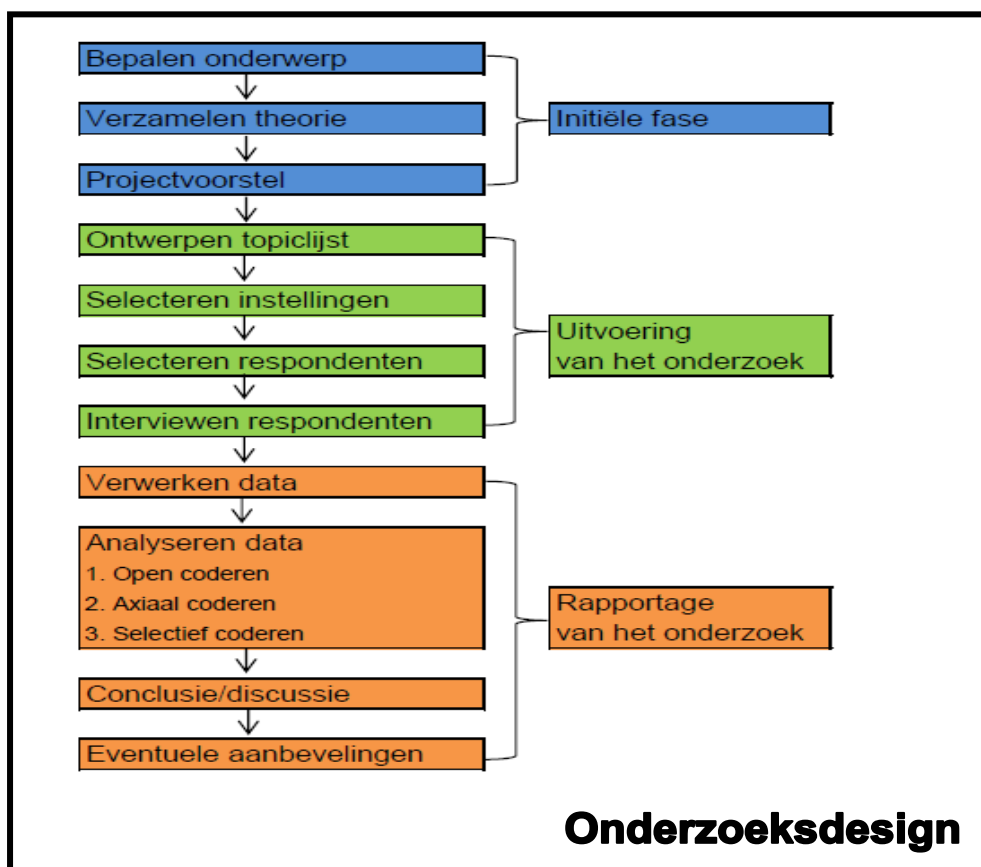 Bepalen onderwerp
Verzamelen theorie
Projectvoorstel
Initiële fase
Ontwerpen topiclijst
Selecteren instellingen
Selecteren respondenten
Interviewen respondenten
Uitvoering
van het onderzoek
Verwerken data
Analyseren data
1. Open coderen
2. Axiaal coderen
3. Selectief coderen
Conclusie/discussie
Eventuele aanbevelingen
Rapportage
van het onderzoek
Onderzoeksdesign